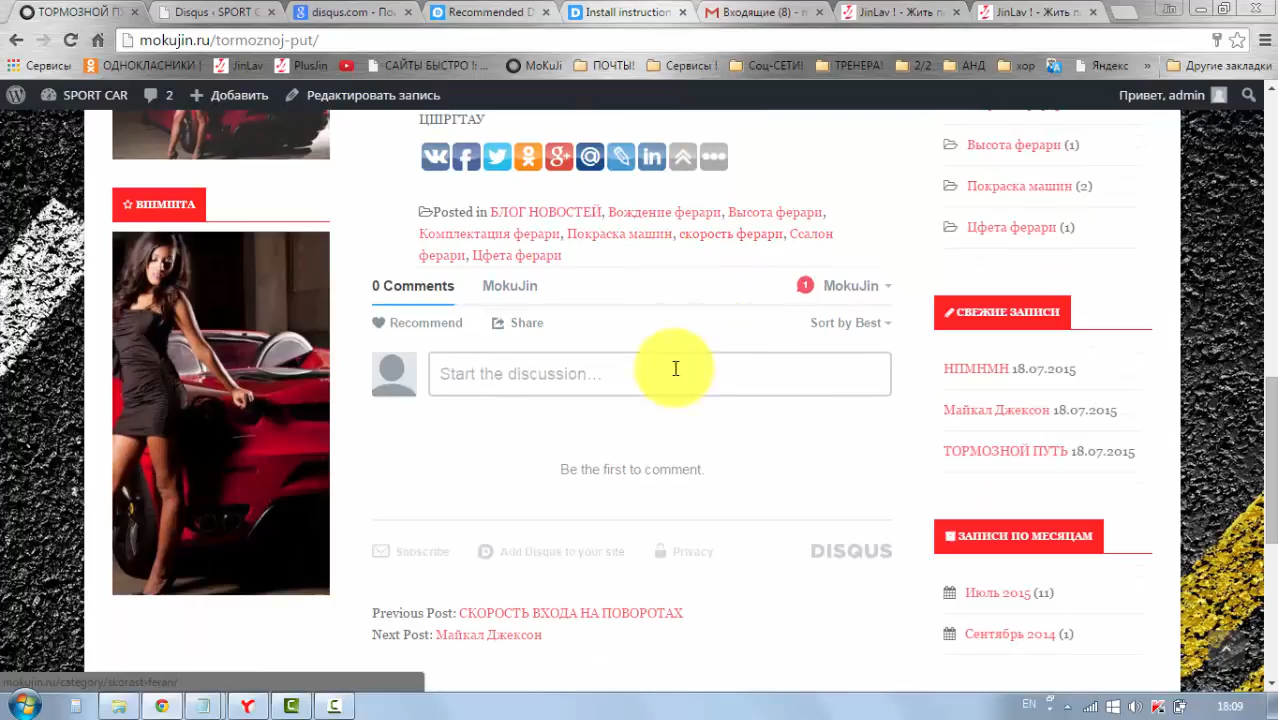 ТОРМОЗНОЙ П
Disqus ‹ SPORT C
disqus.com - По
Recommended D
Install instruction
Входящие (8) -
JinLav ! - Жить п
JinLav ! - Жить п
Jin
mokujin.ru/tormoznoj-put/
Сервисы
ОДНОКЛАССНИКИ !
JinLav
PlusJin
САЙТЫ БЫСТРО !: ...
MoKuJi
ПОЧТЫ!
Сервисы !
Соц-СЕТИ!
ТРЕНЕРА!
2/2
АНД
хор
Яндекс
»
Другие закладки
SPORT CAR
2
Добавить
Редактировать запись
Привет, admin
ЦШРГТАУ
Высота ферари (1)
Покраска машин (2)
Цвета ферари (1)
Posted in БЛОГ НОВОСТЕЙ, Вождение ферари, Высота ферари,
Комплектация ферари, Покраска машин, скорость ферари, Ссалон
ферари, Цвета ферари
0 Comments
MokuJin
1
MokuJin
Recommend
Share
Sort by Best
Start the discussion…
Be the first to comment.
Subscribe
Add Disqus to your site
Privacy
DISQUS
Previous Post: СКОРОСТЬ ВХОДА НА ПОВОРОТАХ
Next Post: Майкал Джексон
СВЕЖИЕ ЗАПИСИ
НПМНМН 18.07.2015
Майкал Джексон 18.07.2015
ТОРМОЗНОЙ ПУТЬ 18.07.2015
ЗАПИСИ ПО МЕСЯЦАМ
Июль 2015 (11)
Сентябрь 2014 (1)
mokujin.ru/category/skorast-ferari/
EN
18:09